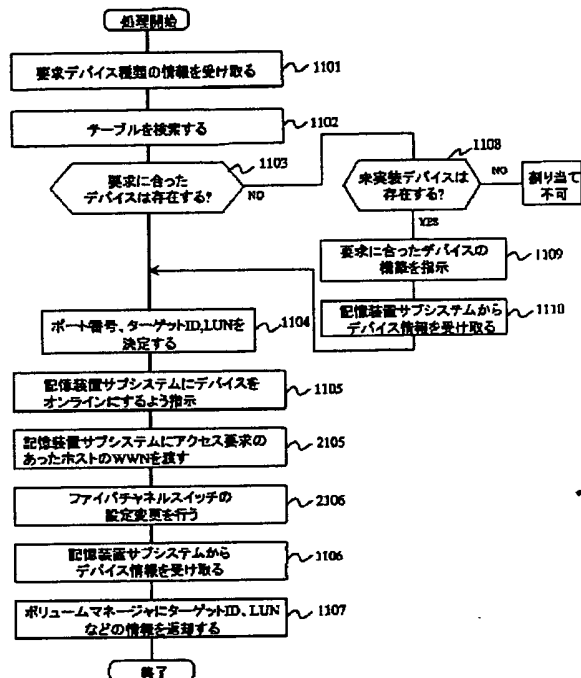 処理開始
要求デバイス種類の情報を受け取る
1101
テーブルを検索する
1102
要求に合った
デバイスは存在する?
1103
NO
未実装デバイスは
存在する?
1108
NO
割り当て
不可
YES
要求に合ったデバイスの
構築を指示
1109
記憶装置サブシステムから
デバイス情報を受け取る
1110
ポート番号、ターゲットID,LUNを
決定する
1104
記憶装置サブシステムにデバイスを
オンラインにするよう指示
1105
記憶装置サブシステムにアクセス要求の
あったホストのWWNを渡す
2105
ファイバチャネルスイッチの
設定変更を行う
2306
記憶装置サブシステムから
デバイス情報を受け取る
1106
ボリュームマネージャにターゲットID、LUN
などの情報を返却する
1107
終了